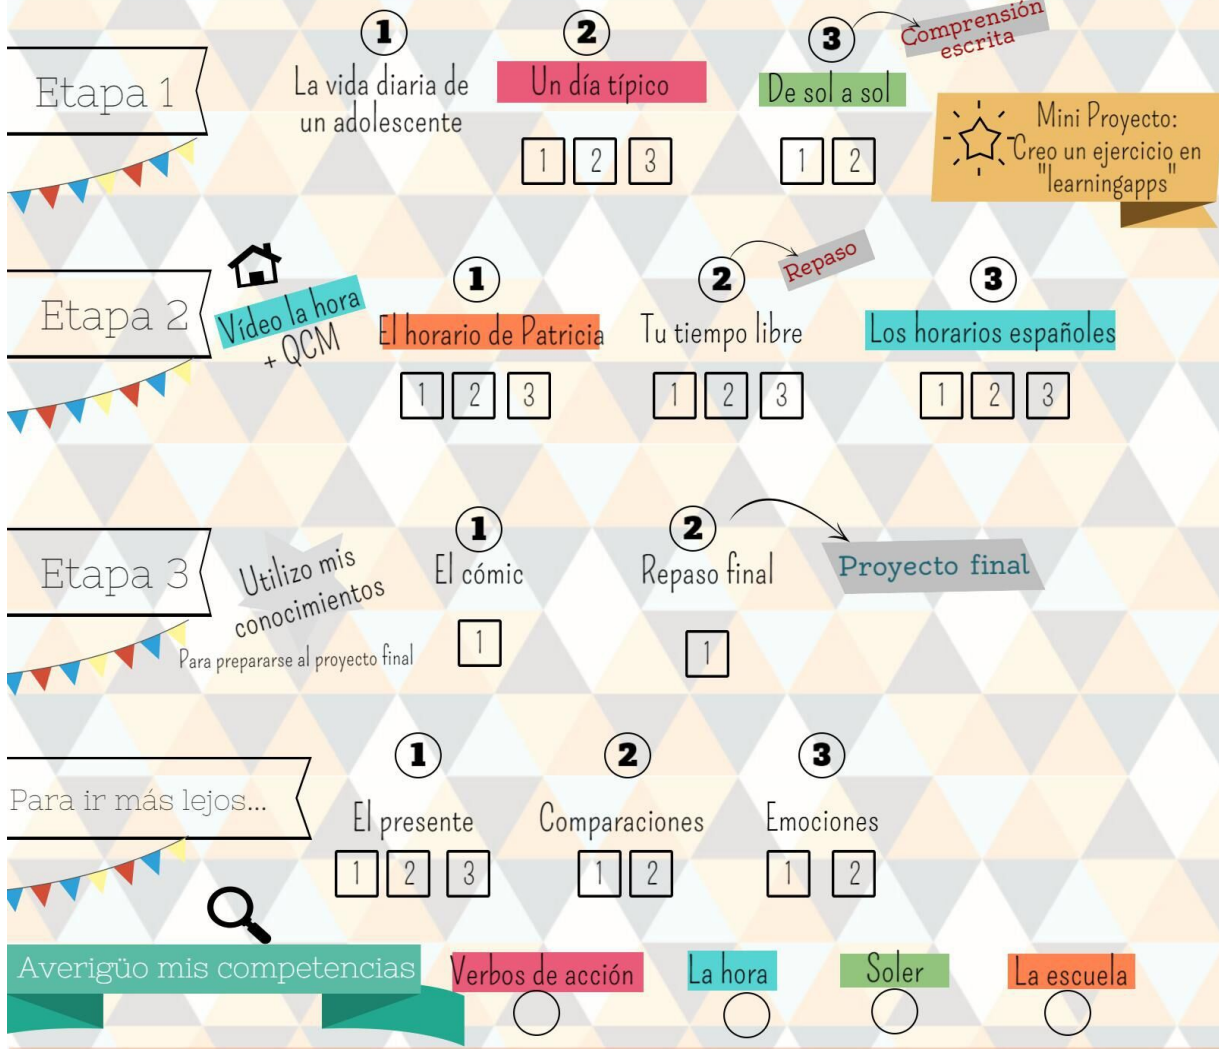 Etapa 1
1
La vida diaria de
un adolescente
2
Un día típico
1 2 3
3
De sol a sol
1 2
Comprensión
escrita
Mini Proyecto:
Creo un ejercicio en
"learningapps"
Etapa 2
Vídeo la hora
+ QCM
1
El horario de Patricia
1 2 3
2
Tu tiempo libre
1 2 3
Repaso
3
Los horarios españoles
1 2 3
Etapa 3
Utilizo mis
conocimientos
Para prepararse al proyecto final
1
El cómic
1
2
Repaso final
1
Proyecto final
Para ir más lejos...
1
El presente
1 2 3
2
Comparaciones
1 2
3
Emociones
1 2
Averigüo mis competencias
Verbos de acción
La hora
Soler
La escuela